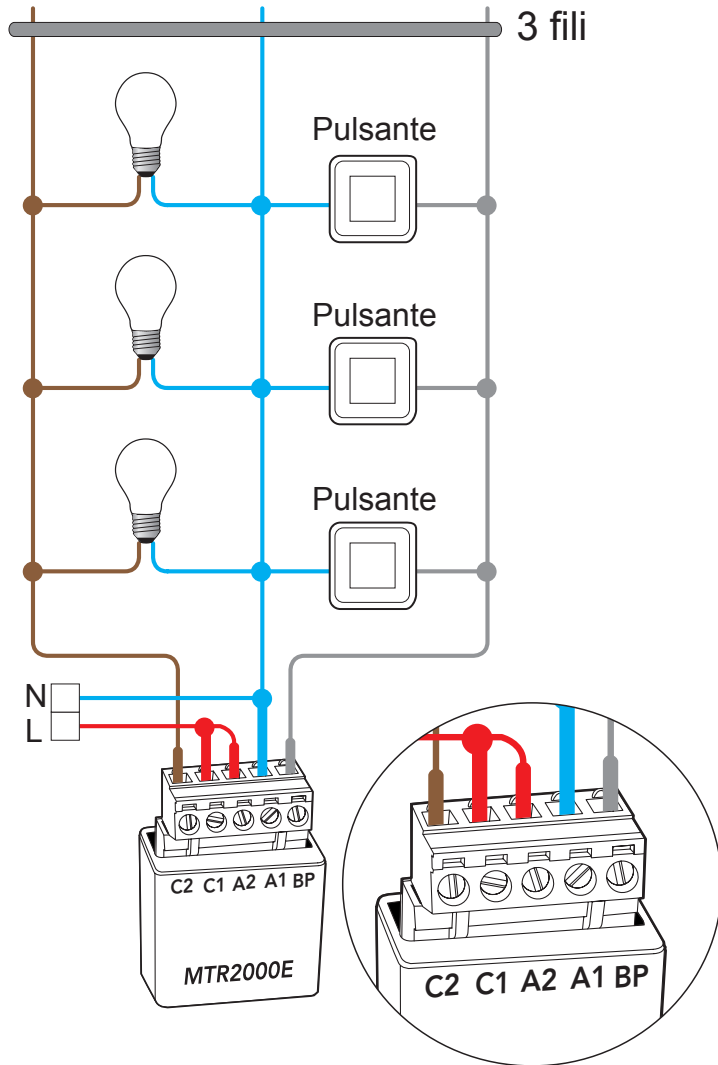 3 fili
Pulsante
Pulsante
Pulsante
N
L
C2 C1 A2 A1 BP
MTR2000E
C2 C1 A2 A1 BP